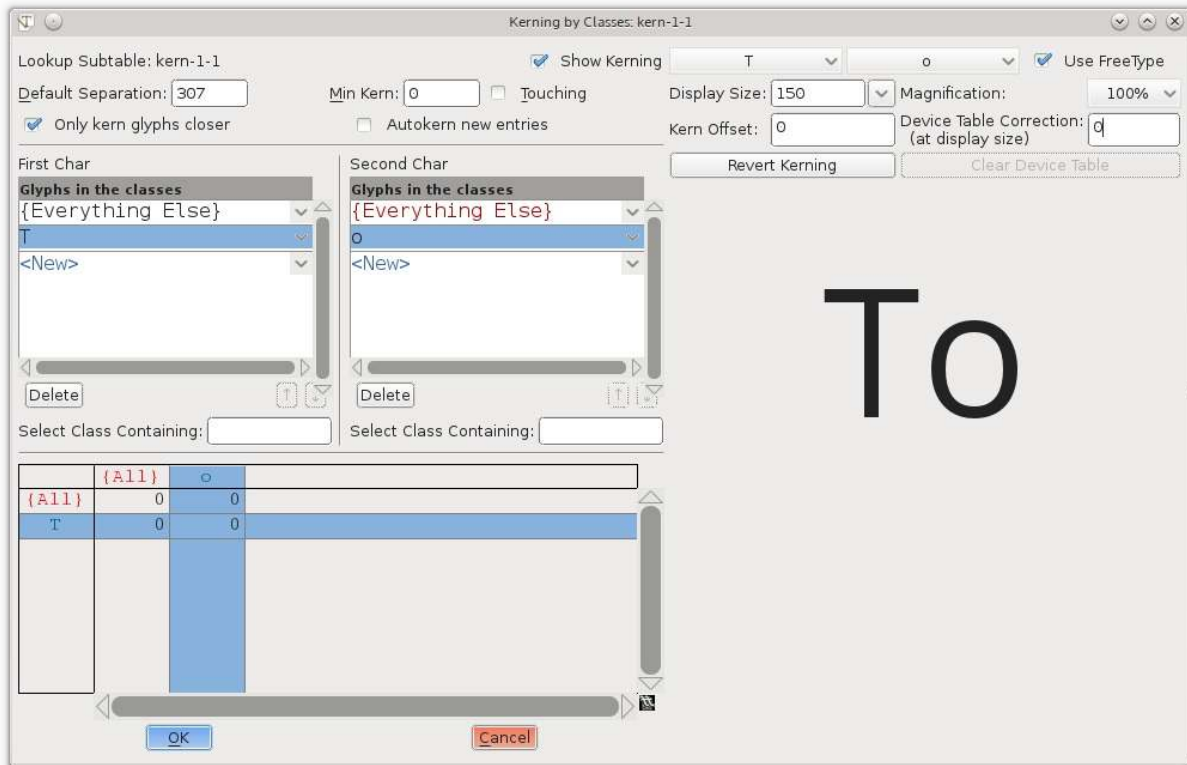 Kerning by Classes: kern-1-1
Lookup Subtable: kern-1-1
Show Kerning
T
o
Use FreeType
Default Separation: 307
Min Kern: 0
Touching
Display Size: 150
Magnification: 100%
Only kern glyphs closer
Autokern new entries
Kern Offset: 0
Device Table Correction: 0
(at display size)
Revert Kerning
Clear Device Table
First Char
Glyphs in the classes
{Everything Else}
T
<New>
Delete
Select Class Containing:
Second Char
Glyphs in the classes
{Everything Else}
o
<New>
Delete
Select Class Containing:
To
{All} o
{All} 0 0
T 0 0
OK
Cancel